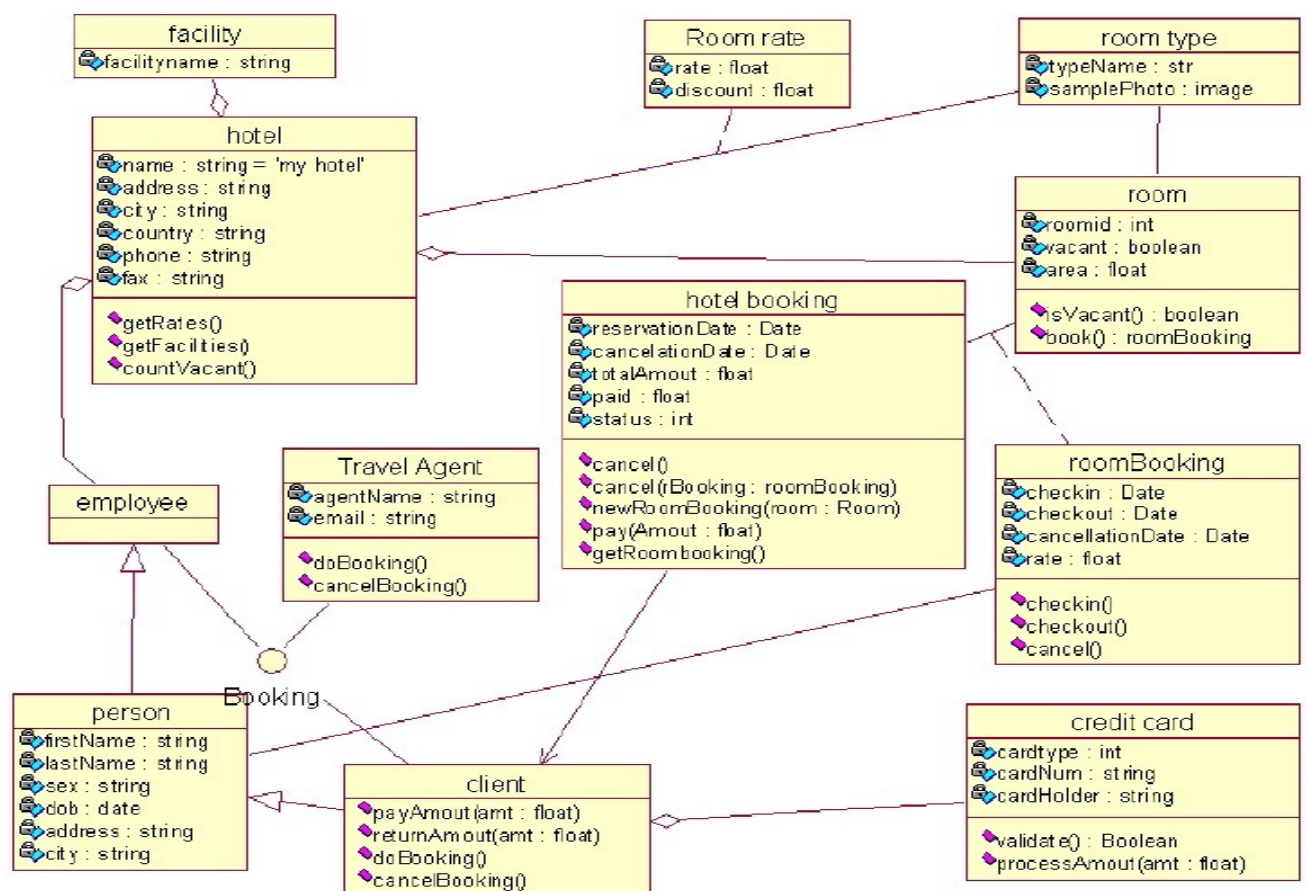 facility
facilityname : string
Room rate
rate : float
discount : float
room type
typeName : str
samplePhoto : image
hotel
name : string = 'my hotel'
address : string
city : string
country : string
phone : string
fax : string
getRates()
getFacilities()
countVacant()
room
roomid : int
vacant : boolean
area : float
isVacant() : boolean
book() : roomBooking
hotel booking
reservationDate : Date
cancelationDate : Date
totalAmout : float
paid : float
status : int
cancel()
cancel(rBooking : roomBooking)
newRoomBooking(room : Room)
pay(Amout : float)
getRoombooking()
Travel Agent
agentName : string
email : string
doBooking()
cancelBooking()
employee
roomBooking
checkin : Date
checkout : Date
cancellationDate : Date
rate : float
checkin()
checkout()
cancel()
Booking
person
firstName : string
lastName : string
sex : string
dob : date
address : string
city : string
client
payAmout(amt : float)
returnAmout(amt : float)
doBooking()
cancelBooking()
credit card
cardtype : int
cardNum : string
cardHolder : string
validate() : Boolean
processAmout(amt : float)